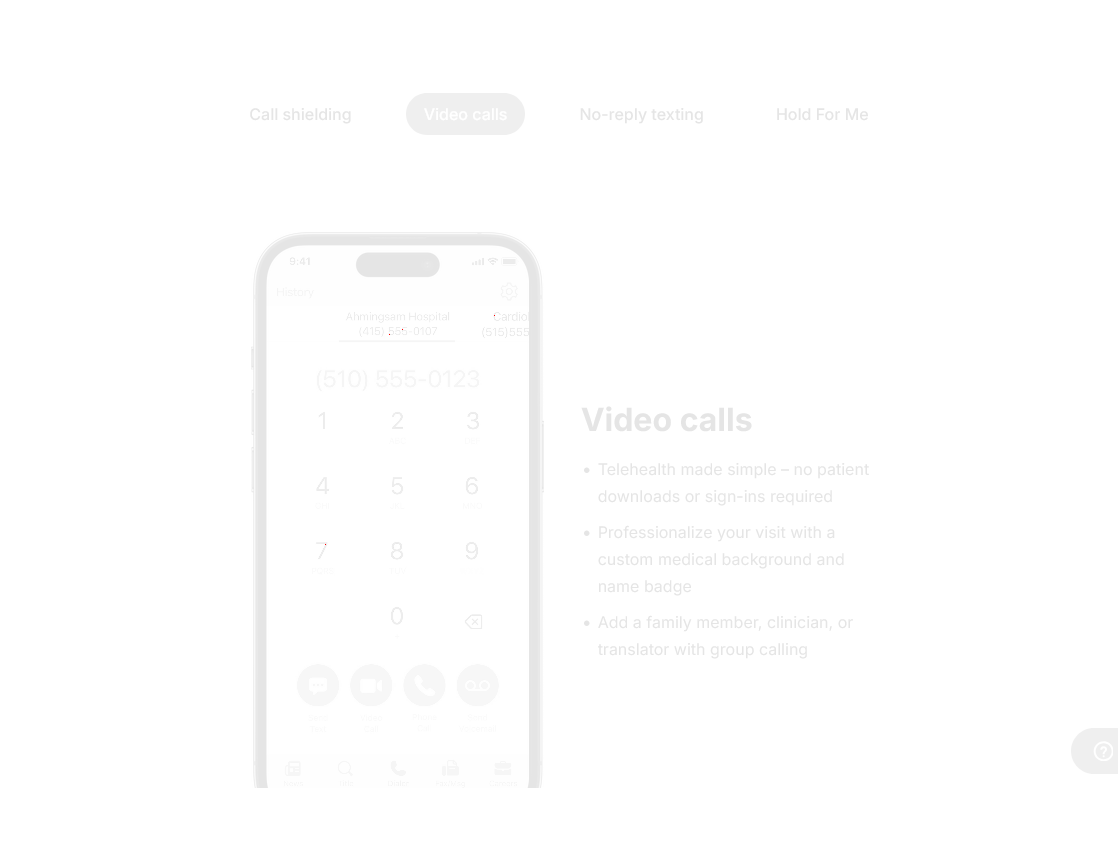 Call shielding
Video calls
No-reply texting
Hold For Me
9:41
History
Ahmingsam Hospital
(415) 555-0107
Cardiol
(515)555
(510) 555-0123
1 2 3
4 5 6
7 8 9
0
Video calls
• Telehealth made simple – no patient
downloads or sign-ins required
• Professionalize your visit with a
custom medical background and
name badge
• Add a family member, clinician, or
translator with group calling